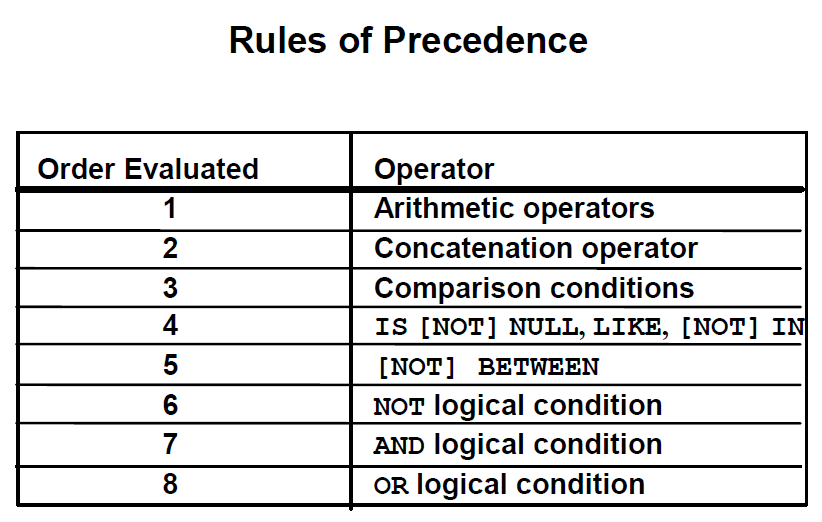 Rules of Precedence
Order Evaluated Operator
1 Arithmetic operators
2 Concatenation operator
3 Comparison conditions
4 IS [NOT] NULL, LIKE, [NOT] IN
5 [NOT] BETWEEN
6 NOT logical condition
7 AND logical condition
8 OR logical condition